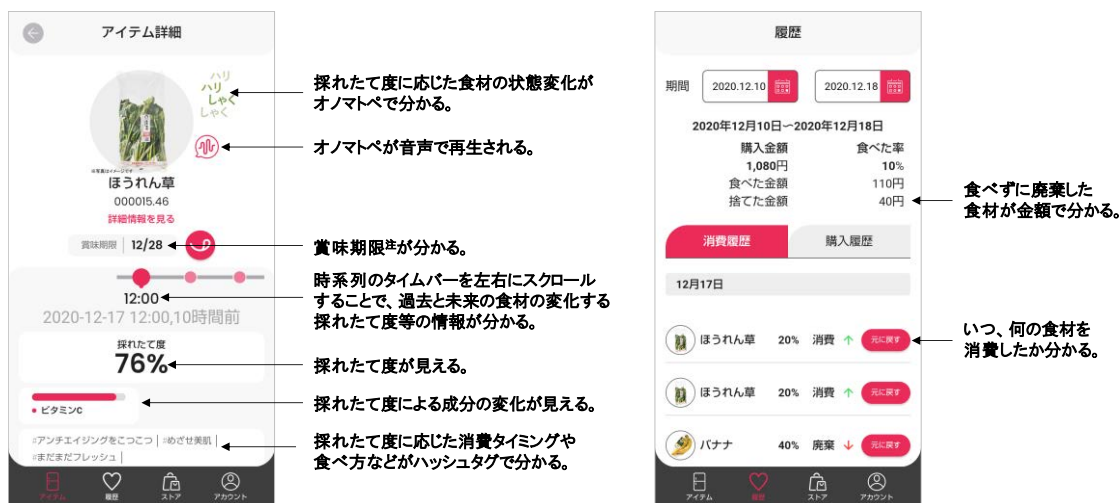 アイテム詳細
ハリ
ハリ
しゃく
しゃく
※写真はイメージです
ほうれん草
000015.46
詳細情報を見る
賞味期限 12/28
12:00
2020-12-17 12:00,10時間前
採れたて度
76%
ビタミンC
#アンチエイジングをこつこつ #めざせ美肌
#まだまだフレッシュ
アイテム 履歴 ストア アカウント
採れたて度に応じた食材の状態変化が
オノマトペで分かる。
オノマトペが音声で再生される。
賞味期限注が分かる。
時系列のタイムバーを左右にスクロール
することで、過去と未来の食材の変化する
採れたて度等の情報が分かる。
採れたて度が見える。
採れたて度による成分の変化が見える。
採れたて度に応じた消費タイミングや
食べ方などがハッシュタグで分かる。
履歴
期間 2020.12.10 2020.12.18
2020年12月10日〜2020年12月18日
購入金額 食べた率
1,080円 10%
食べた金額 110円
捨てた金額 40円
消費履歴 購入履歴
12月17日
ほうれん草 20% 消費 ↑ 元に戻す
ほうれん草 20% 消費 ↑ 元に戻す
バナナ 40% 廃棄 ↓ 元に戻す
アイテム 履歴 ストア アカウント
食べずに廃棄した
食材が金額で分かる。
いつ、何の食材を
消費したか分かる。